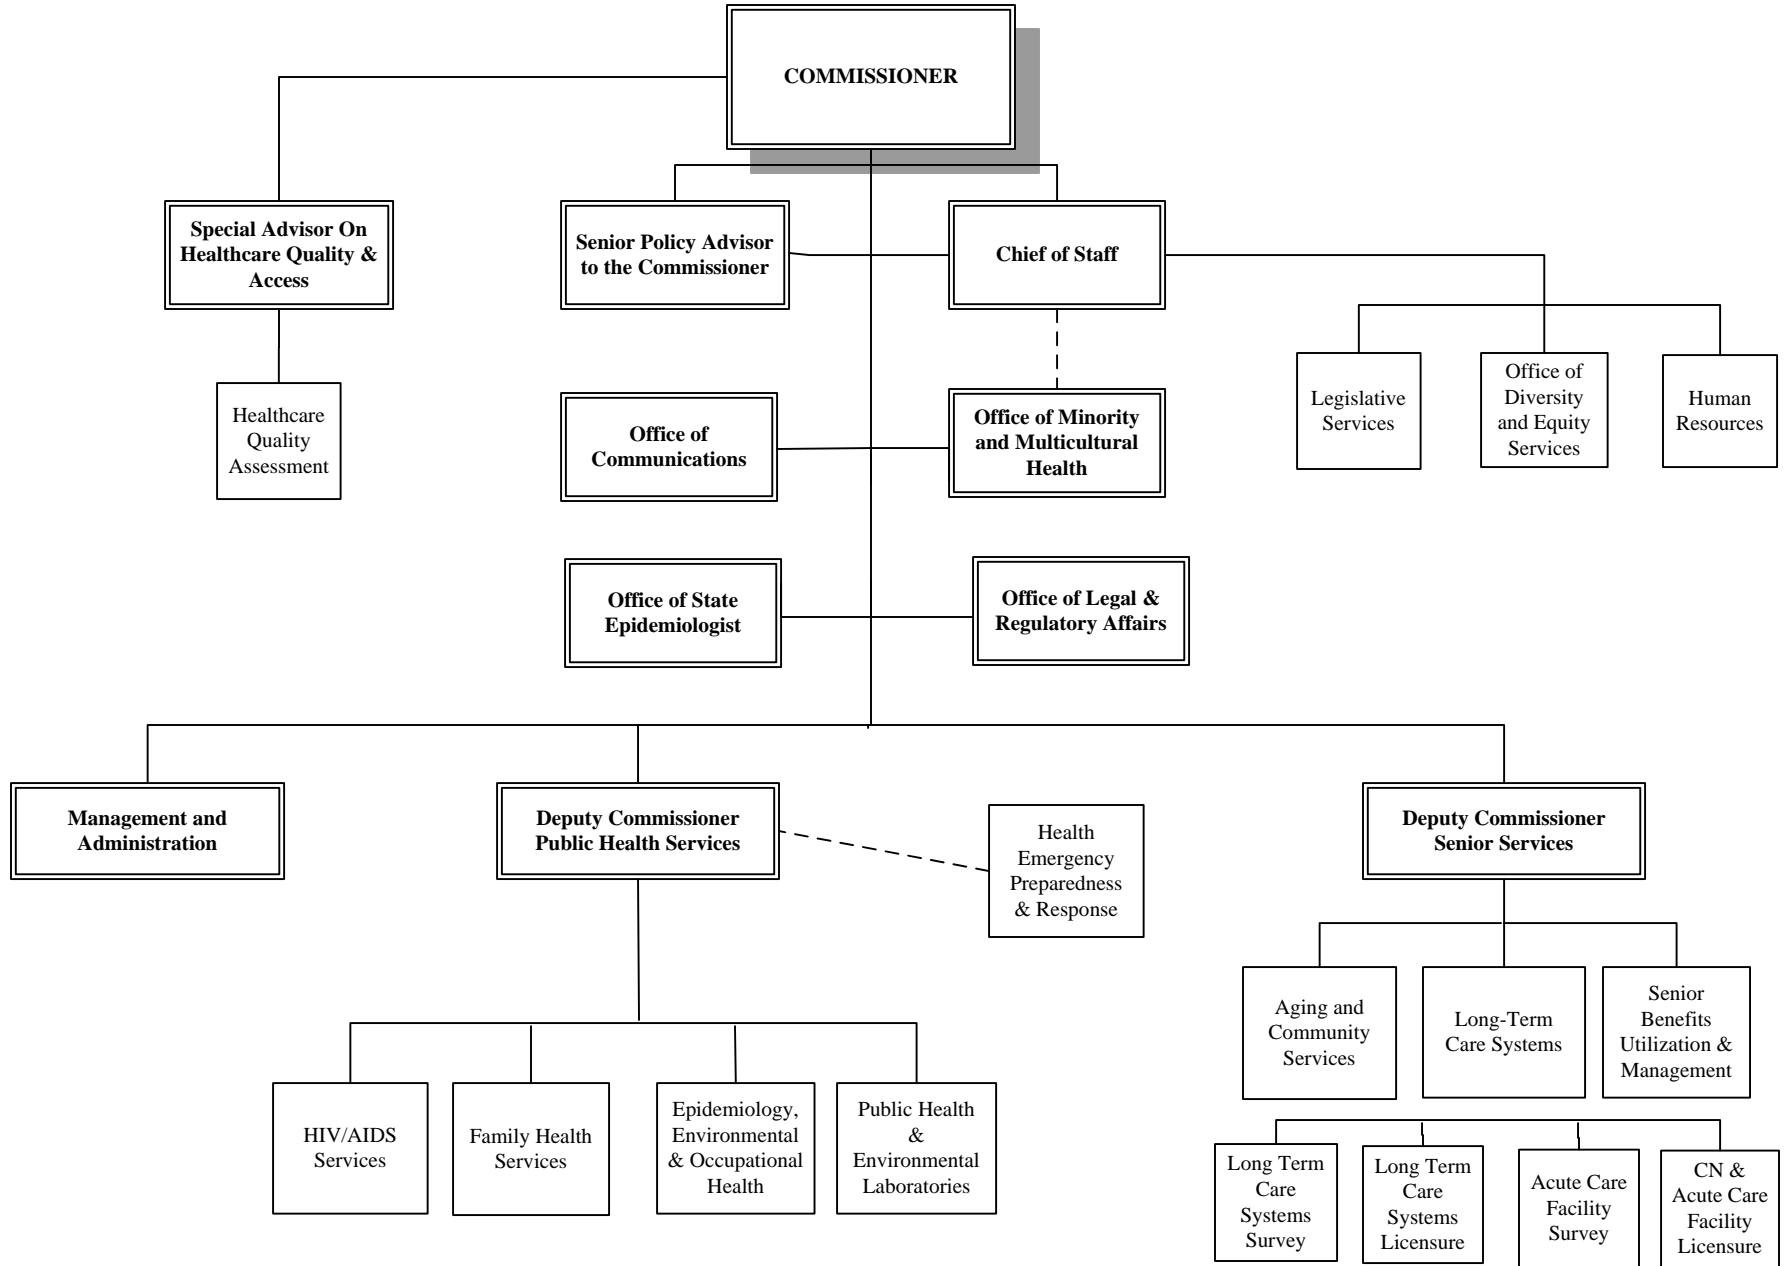 COMMISSIONER
Special Advisor On
Healthcare Quality &
Access
Senior Policy Advisor
to the Commissioner
Chief of Staff
Healthcare
Quality
Assessment
Office of
Communications
Office of Minority
and Multicultural
Health
Legislative
Services
Office of
Diversity
and Equity
Services
Human
Resources
Office of State
Epidemiologist
Office of Legal &
Regulatory Affairs
Management and
Administration
Deputy Commissioner
Public Health Services
Health
Emergency
Preparedness
& Response
Deputy Commissioner
Senior Services
Aging and
Community
Services
Long-Term
Care Systems
Senior
Benefits
Utilization &
Management
HIV/AIDS
Services
Family Health
Services
Epidemiology,
Environmental
& Occupational
Health
Public Health
&
Environmental
Laboratories
Long Term
Care
Systems
Survey
Long Term
Care
Systems
Licensure
Acute Care
Facility
Survey
CN &
Acute Care
Facility
Licensure